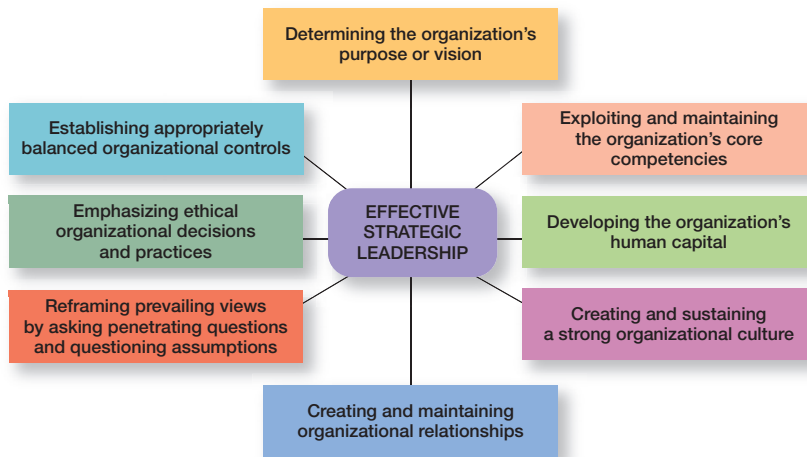 Determining the organization's
purpose or vision
Establishing appropriately
balanced organizational controls
Exploiting and maintaining
the organization's core
competencies
Emphasizing ethical
organizational decisions
and practices
EFFECTIVE
STRATEGIC
LEADERSHIP
Developing the organization's
human capital
Reframing prevailing views
by asking penetrating questions
and questioning assumptions
Creating and sustaining
a strong organizational culture
Creating and maintaining
organizational relationships